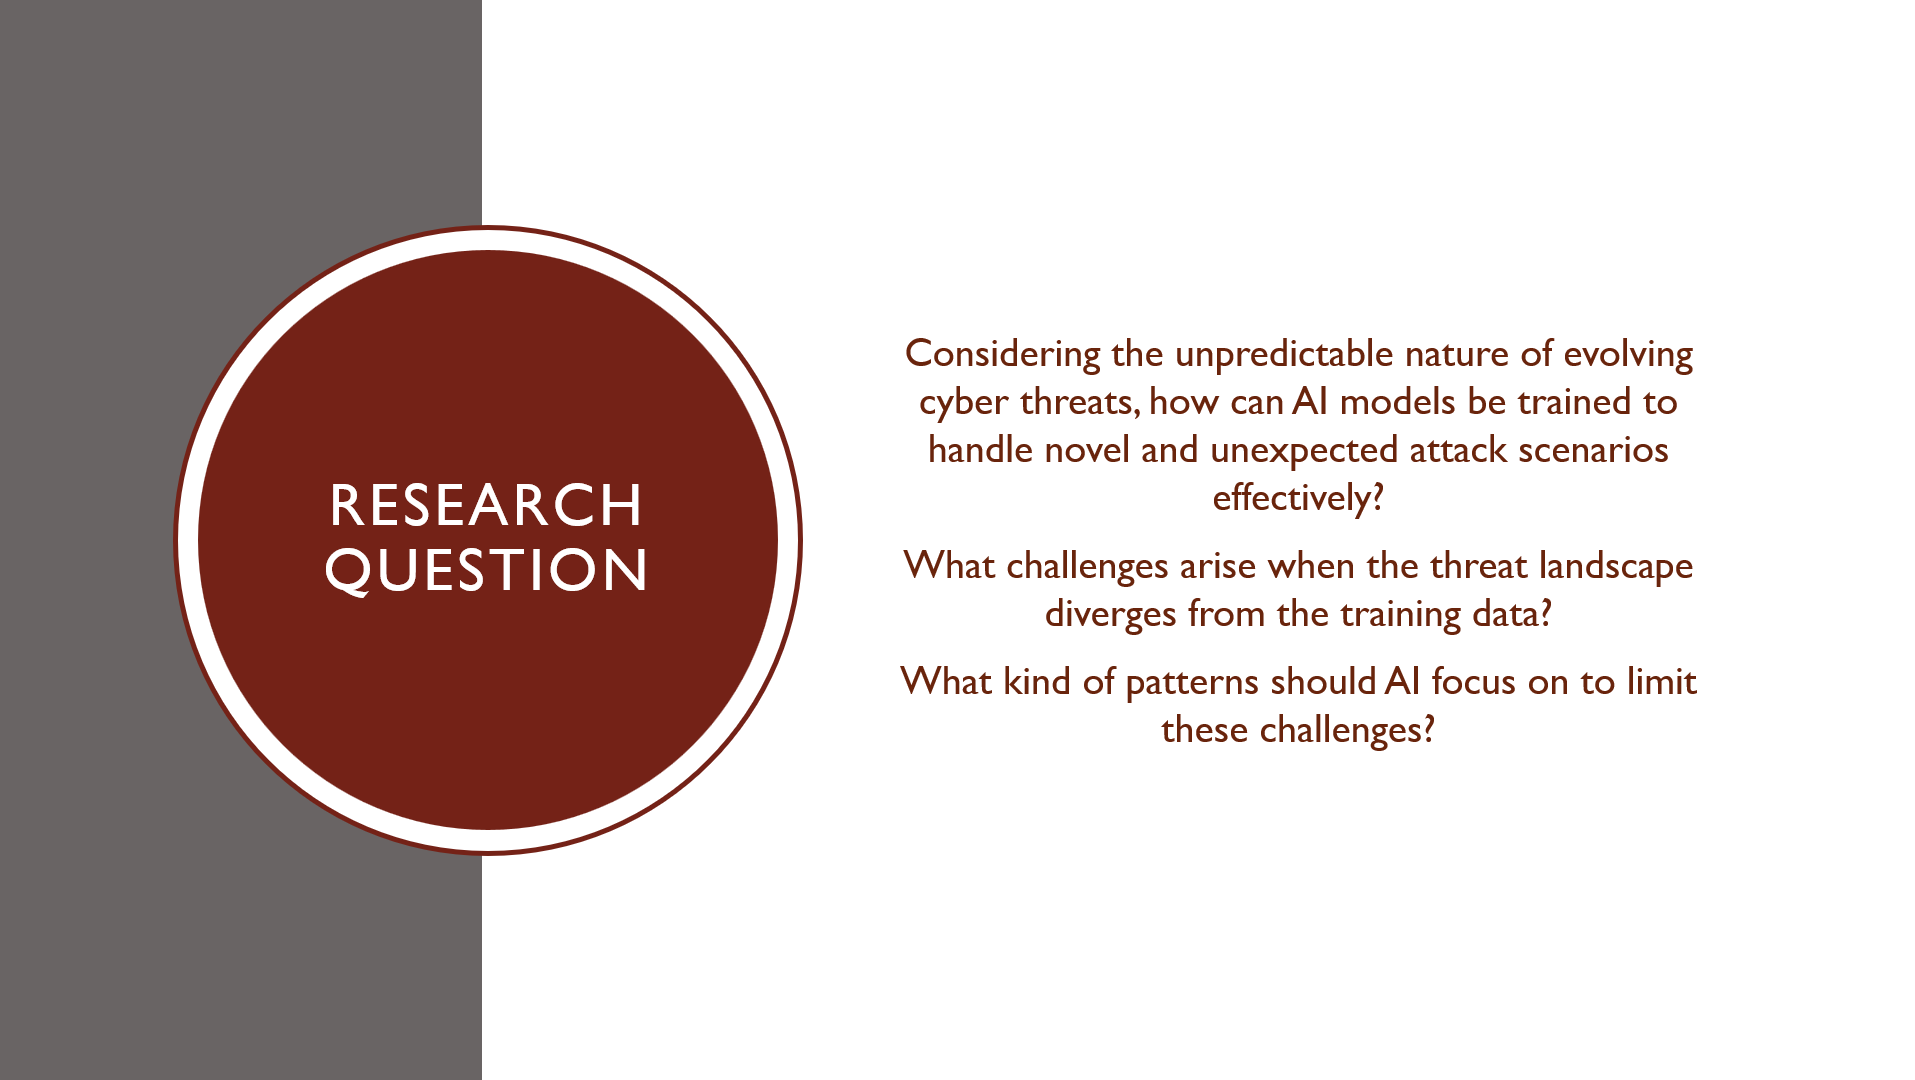 RESEARCH
QUESTION
Considering the unpredictable nature of evolving
cyber threats, how can AI models be trained to
handle novel and unexpected attack scenarios
effectively?
What challenges arise when the threat landscape
diverges from the training data?
What kind of patterns should AI focus on to limit
these challenges?